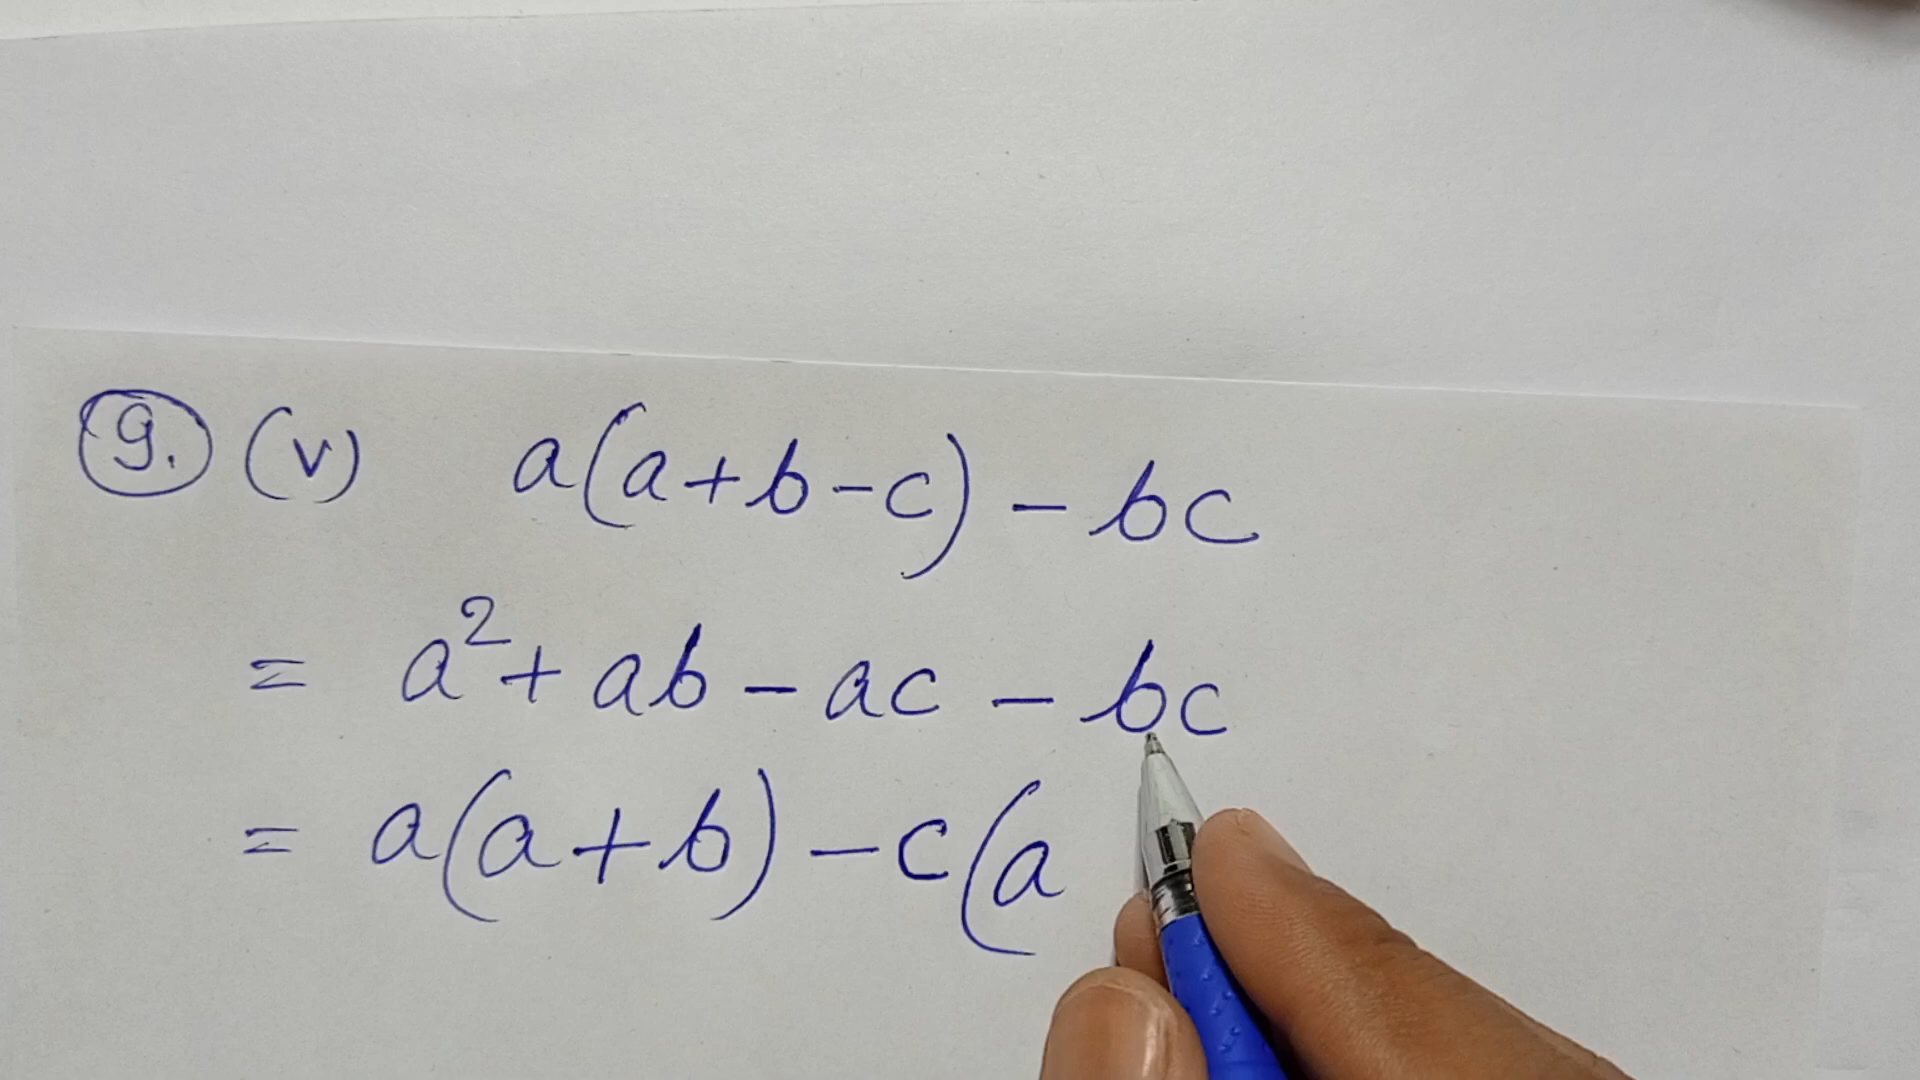 9. (v) a(a+b-c) - bc
= a²+ ab - ac - bc
= a(a+b) - c(a